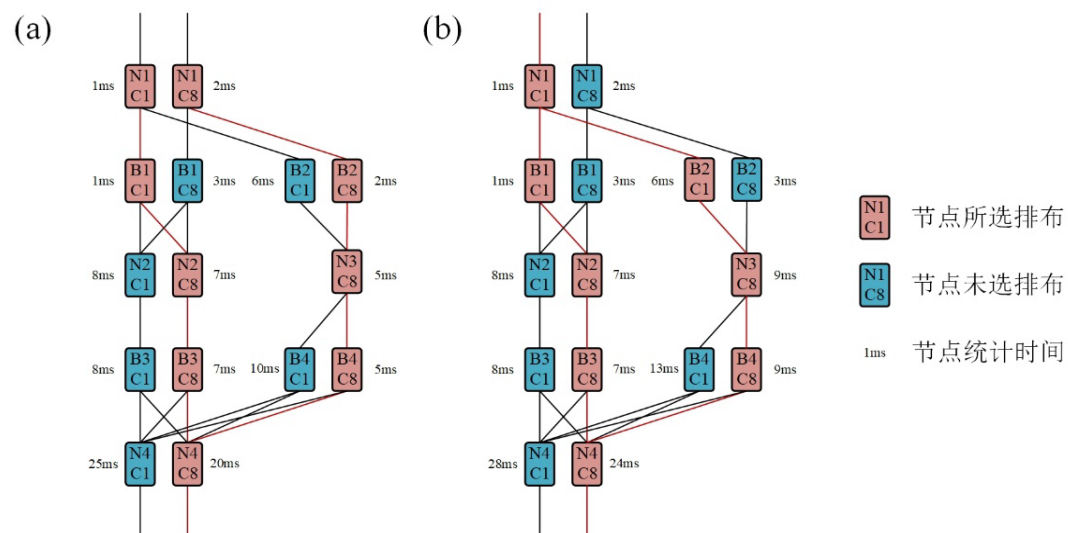 (a)
(b)
1ms
N1
C1
N1
C8
2ms
1ms
N1
C1
N1
C8
2ms
1ms
B1
C1
B1
C8
3ms
6ms
B2
C1
B2
C8
2ms
1ms
B1
C1
B1
C8
3ms
6ms
B2
C1
B2
C8
3ms
N1
C1
节点所选排布
8ms
N2
C1
N2
C8
7ms
N3
C8
5ms
8ms
N2
C1
N2
C8
7ms
N3
C8
9ms
N1
C8
节点未选排布
8ms
B3
C1
B3
C8
7ms
10ms
B4
C1
B4
C8
5ms
8ms
B3
C1
B3
C8
7ms
13ms
B4
C1
B4
C8
9ms
1ms
节点统计时间
25ms
N4
C1
N4
C8
20ms
28ms
N4
C1
N4
C8
24ms